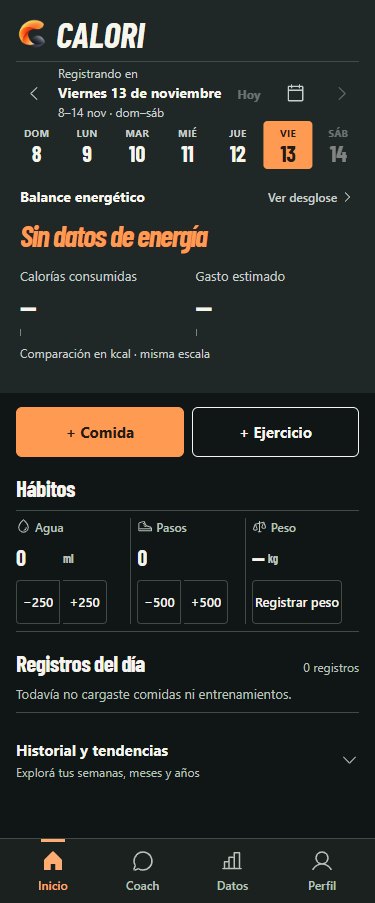 CALORI
Registrando en
Viernes 13 de noviembre
Hoy
8–14 nov · dom–sáb
DOM LUN MAR MIÉ JUE VIE SÁB
8 9 10 11 12 13 14
Balance energético
Ver desglose
Sin datos de energía
Calorías consumidas Gasto estimado
— —
Comparación en kcal · misma escala
+ Comida + Ejercicio
Hábitos
Agua Pasos Peso
0 ml 0 — kg
−250 +250 −500 +500 Registrar peso
Registros del día
0 registros
Todavía no cargaste comidas ni entrenamientos.
Historial y tendencias
Explorá tus semanas, meses y años
Inicio Coach Datos Perfil